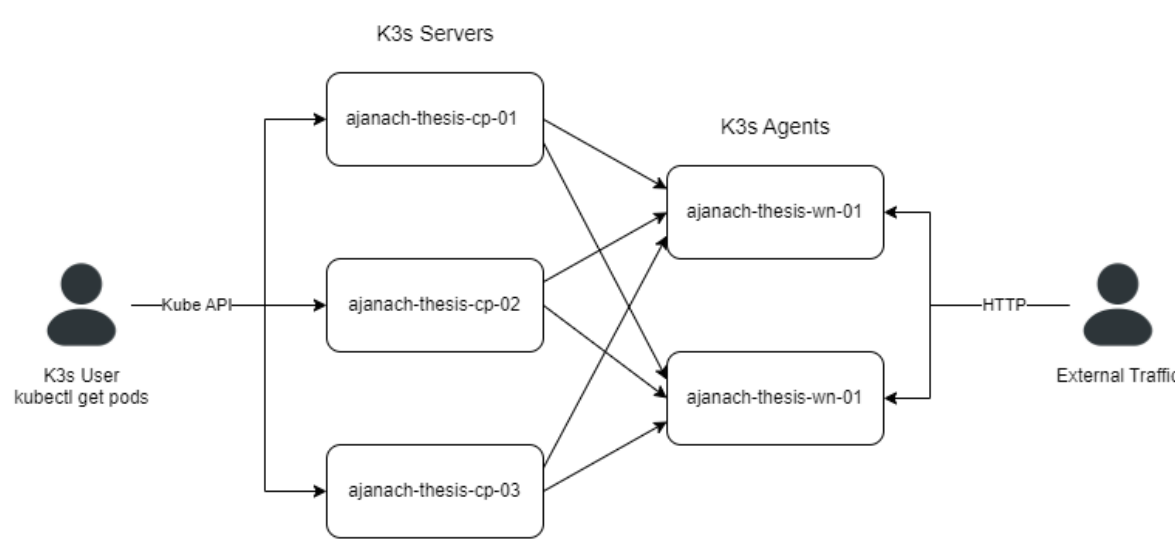 K3s Servers
ajanach-thesis-cp-01
K3s Agents
ajanach-thesis-wn-01
ajanach-thesis-cp-02
Kube API
HTTP
K3s User
kubectl get pods
External Traffic
ajanach-thesis-wn-01
ajanach-thesis-cp-03